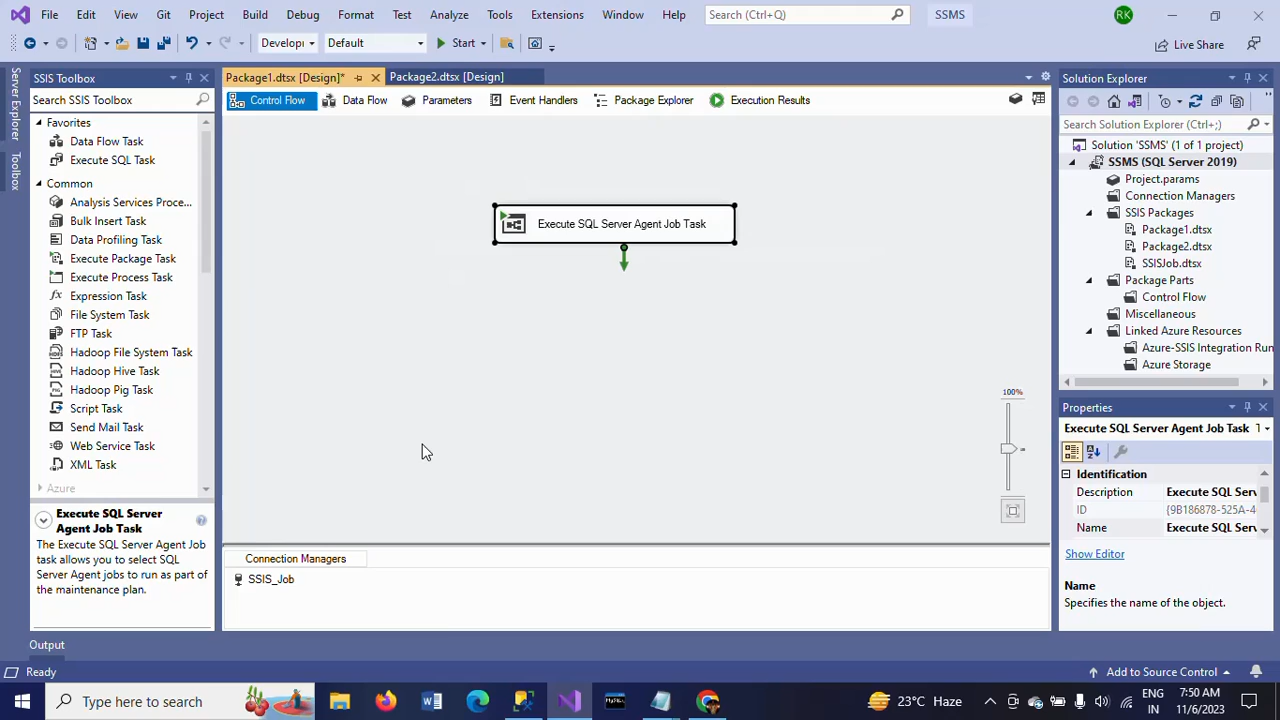 File Edit View Git Project Build Debug Format Test Analyze Tools Extensions Window Help Search (Ctrl+Q) SSMS RK
Developi Default Start Live Share
Server Explorer
Toolbox
SSIS Toolbox
Search SSIS Toolbox
Favorites
Data Flow Task
Execute SQL Task
Common
Analysis Services Proce...
Bulk Insert Task
Data Profiling Task
Execute Package Task
Execute Process Task
Expression Task
File System Task
FTP Task
Hadoop File System Task
Hadoop Hive Task
Hadoop Pig Task
Script Task
Send Mail Task
Web Service Task
XML Task
Azure
Execute SQL Server
Agent Job Task
The Execute SQL Server Agent Job
task allows you to select SQL
Server Agent jobs to run as part of
the maintenance plan.
Package1.dtsx [Design]* Package2.dtsx [Design]
Control Flow Data Flow Parameters Event Handlers Package Explorer Execution Results
Execute SQL Server Agent Job Task
100%
Connection Managers
SSIS_Job
Solution Explorer
Search Solution Explorer (Ctrl+;)
Solution 'SSMS' (1 of 1 project)
SSMS (SQL Server 2019)
Project.params
Connection Managers
SSIS Packages
Package1.dtsx
Package2.dtsx
SSISJob.dtsx
Package Parts
Control Flow
Miscellaneous
Linked Azure Resources
Azure-SSIS Integration Run
Azure Storage
Properties
Execute SQL Server Agent Job Task T
Identification
Description Execute SQL Serv
ID {9B186878-525A-4
Name Execute SQL Serv
Show Editor
Name
Specifies the name of the object.
Output
Ready Add to Source Control
Type here to search 23°C Haze ENG IN 7:50 AM 11/6/2023